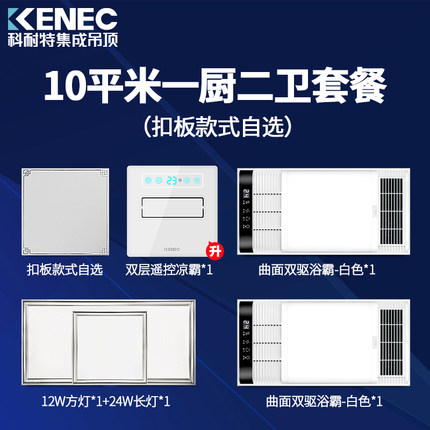 KENEC
科耐特集成吊顶
10平米一厨二卫套餐
（扣板款式自选）
23
KENEC
升
扣板款式自选
双层遥控凉霸*1
曲面双驱浴霸-白色*1
12W方灯*1+24W长灯*1
曲面双驱浴霸-白色*1